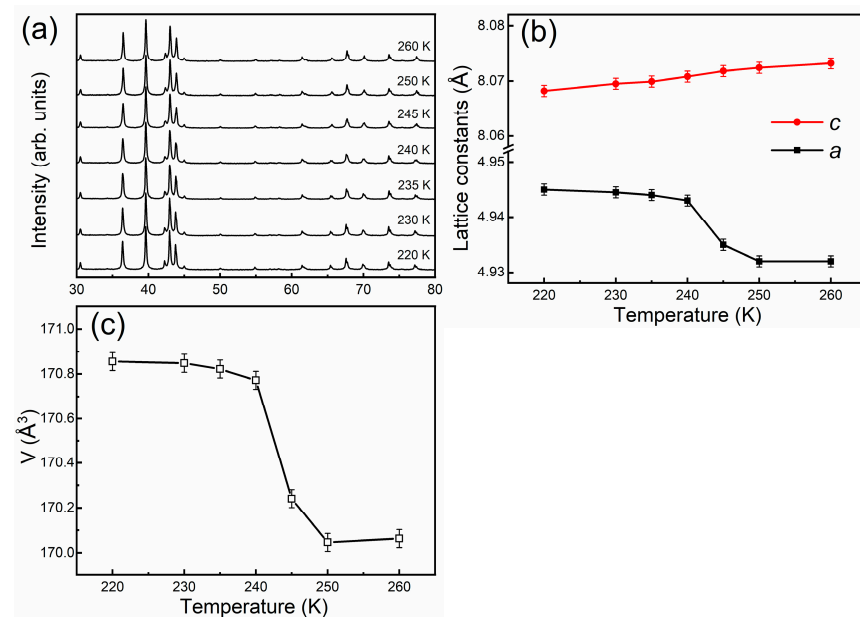 (a)
Intensity (arb. units)
260 K
250 K
245 K
240 K
235 K
230 K
220 K
30 40 50 60 70 80
(b)
Lattice constants (Å)
8.08
8.07
8.06
4.95
4.94
4.93
c
a
220 230 240 250 260
Temperature (K)
(c)
V (Å³)
171.0
170.8
170.6
170.4
170.2
170.0
220 230 240 250 260
Temperature (K)